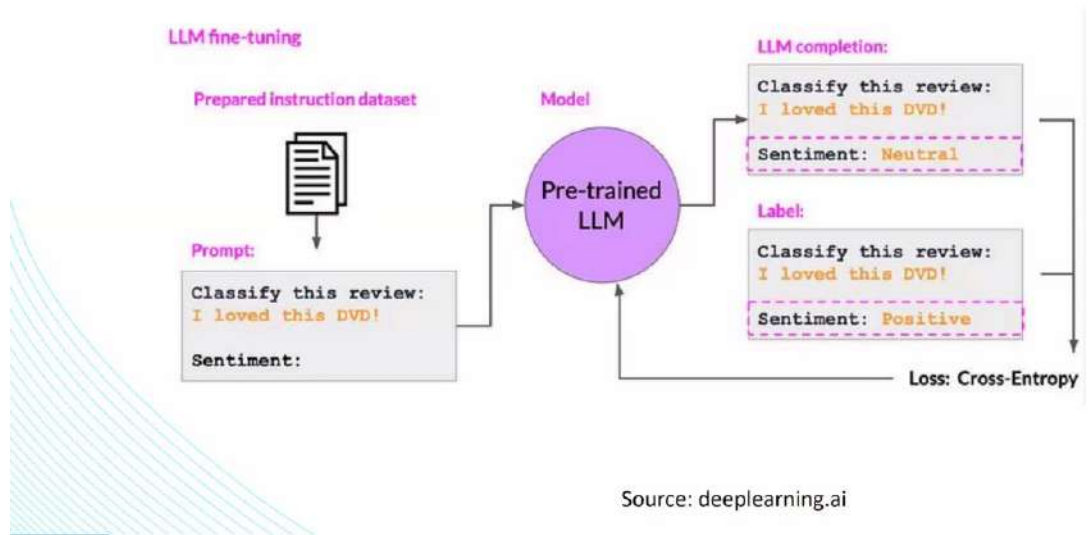 LLM fine-tuning
Prepared instruction dataset
Prompt:
Classify this review:
I loved this DVD!
Sentiment:
Model
Pre-trained
LLM
LLM completion:
Classify this review:
I loved this DVD!
Sentiment: Neutral
Label:
Classify this review:
I loved this DVD!
Sentiment: Positive
Loss: Cross-Entropy
Source: deeplearning.ai